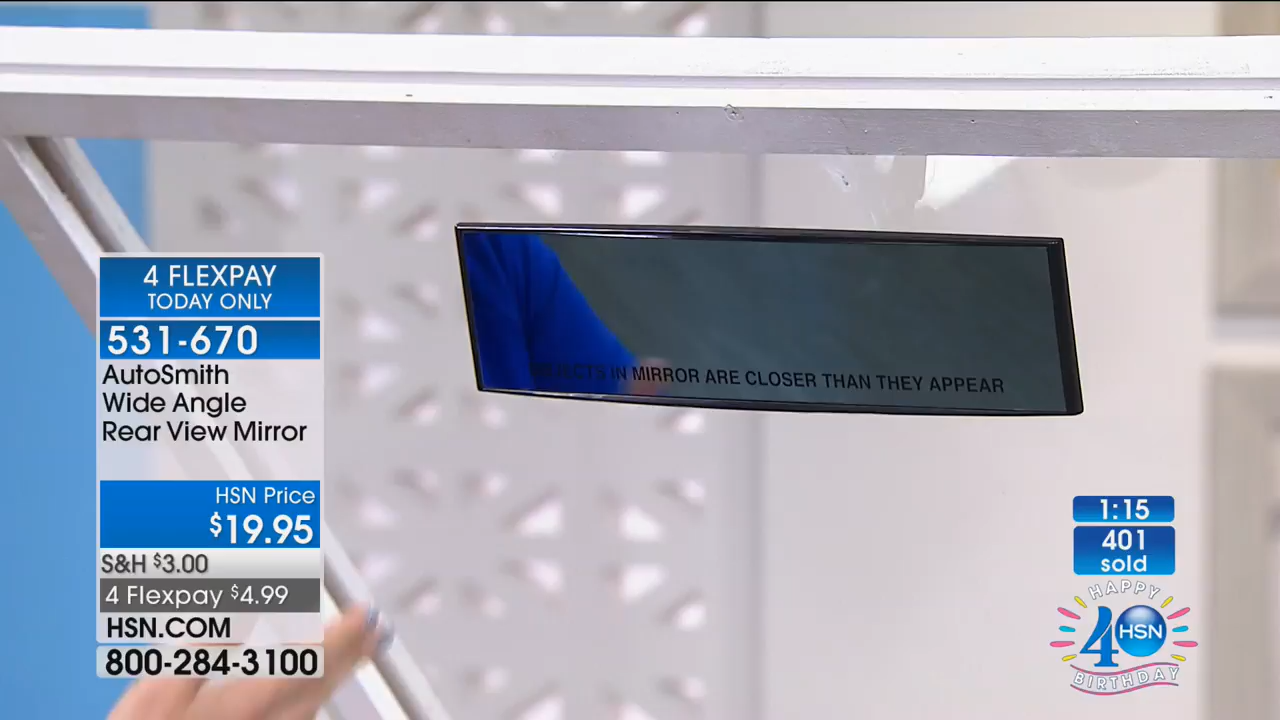 4 FLEXPAY
TODAY ONLY
531-670
AutoSmith
Wide Angle
Rear View Mirror
HSN Price
$19.95
S&H $3.00
4 Flexpay $4.99
HSN.COM
800-284-3100
IN MIRROR ARE CLOSER THAN THEY APPEAR
1:15
401
sold
HAPPY
40
HSN
BIRTHDAY